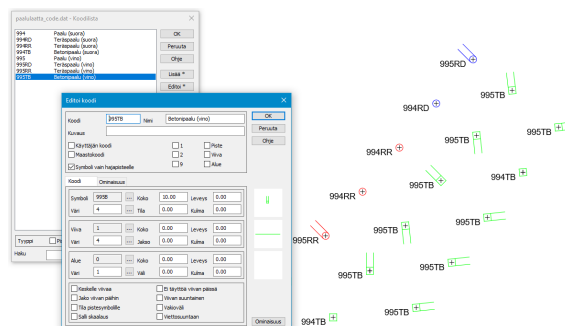 paalulaatta_code.dat - Koodilista
994 Paalu (suora)
994RD Teräspaalu (suora)
994RR Teräspaalu (suora)
994TB Betonipaalu (suora)
995 Paalu (vino)
995RD Teräspaalu (vino)
995RR Teräspaalu (vino)
995TB Betonipaalu (vino)
OK
Peruuta
Ohje
Lisää *
Editoi *
Tyyppi
Haku
Editoi koodi
Koodi 995TB Nimi Betonipaalu (vino)
Kuvaus
OK
Peruuta
Ohje
Käyttäjän koodi 1 Piste
Maastokoodi 2 Viiva
Symboli vain hajapisteelle 9 Alue
Koodi Ominaisuus
Symboli 995B ... Koko 10.00 Leveys 0.00
Väri 4 ... Tila 0.00 Kulma 0.00
Viiva 1 ... Koko 0.00 Leveys 0.00
Väri 4 ... Jakso 0.00 Kulma 0.00
Alue 0 ... Koko 0.00 Leveys 0.00
Väri 1 ... Väli 0.00 Kulma 0.00
Keskelle viivaa Ei täyttöä viivan päissä
Jako viivan päihin Viivan suuntainen
Tila pistesymbolille Vakioväli
Salli skaalaus Viettosuuntaan
Ominaisuus
995RD
995TB
994RD
995TB
995TB
994RR
994TB
995TB
994RR
995TB
995TB
995RR
995TB
995TB
994TB